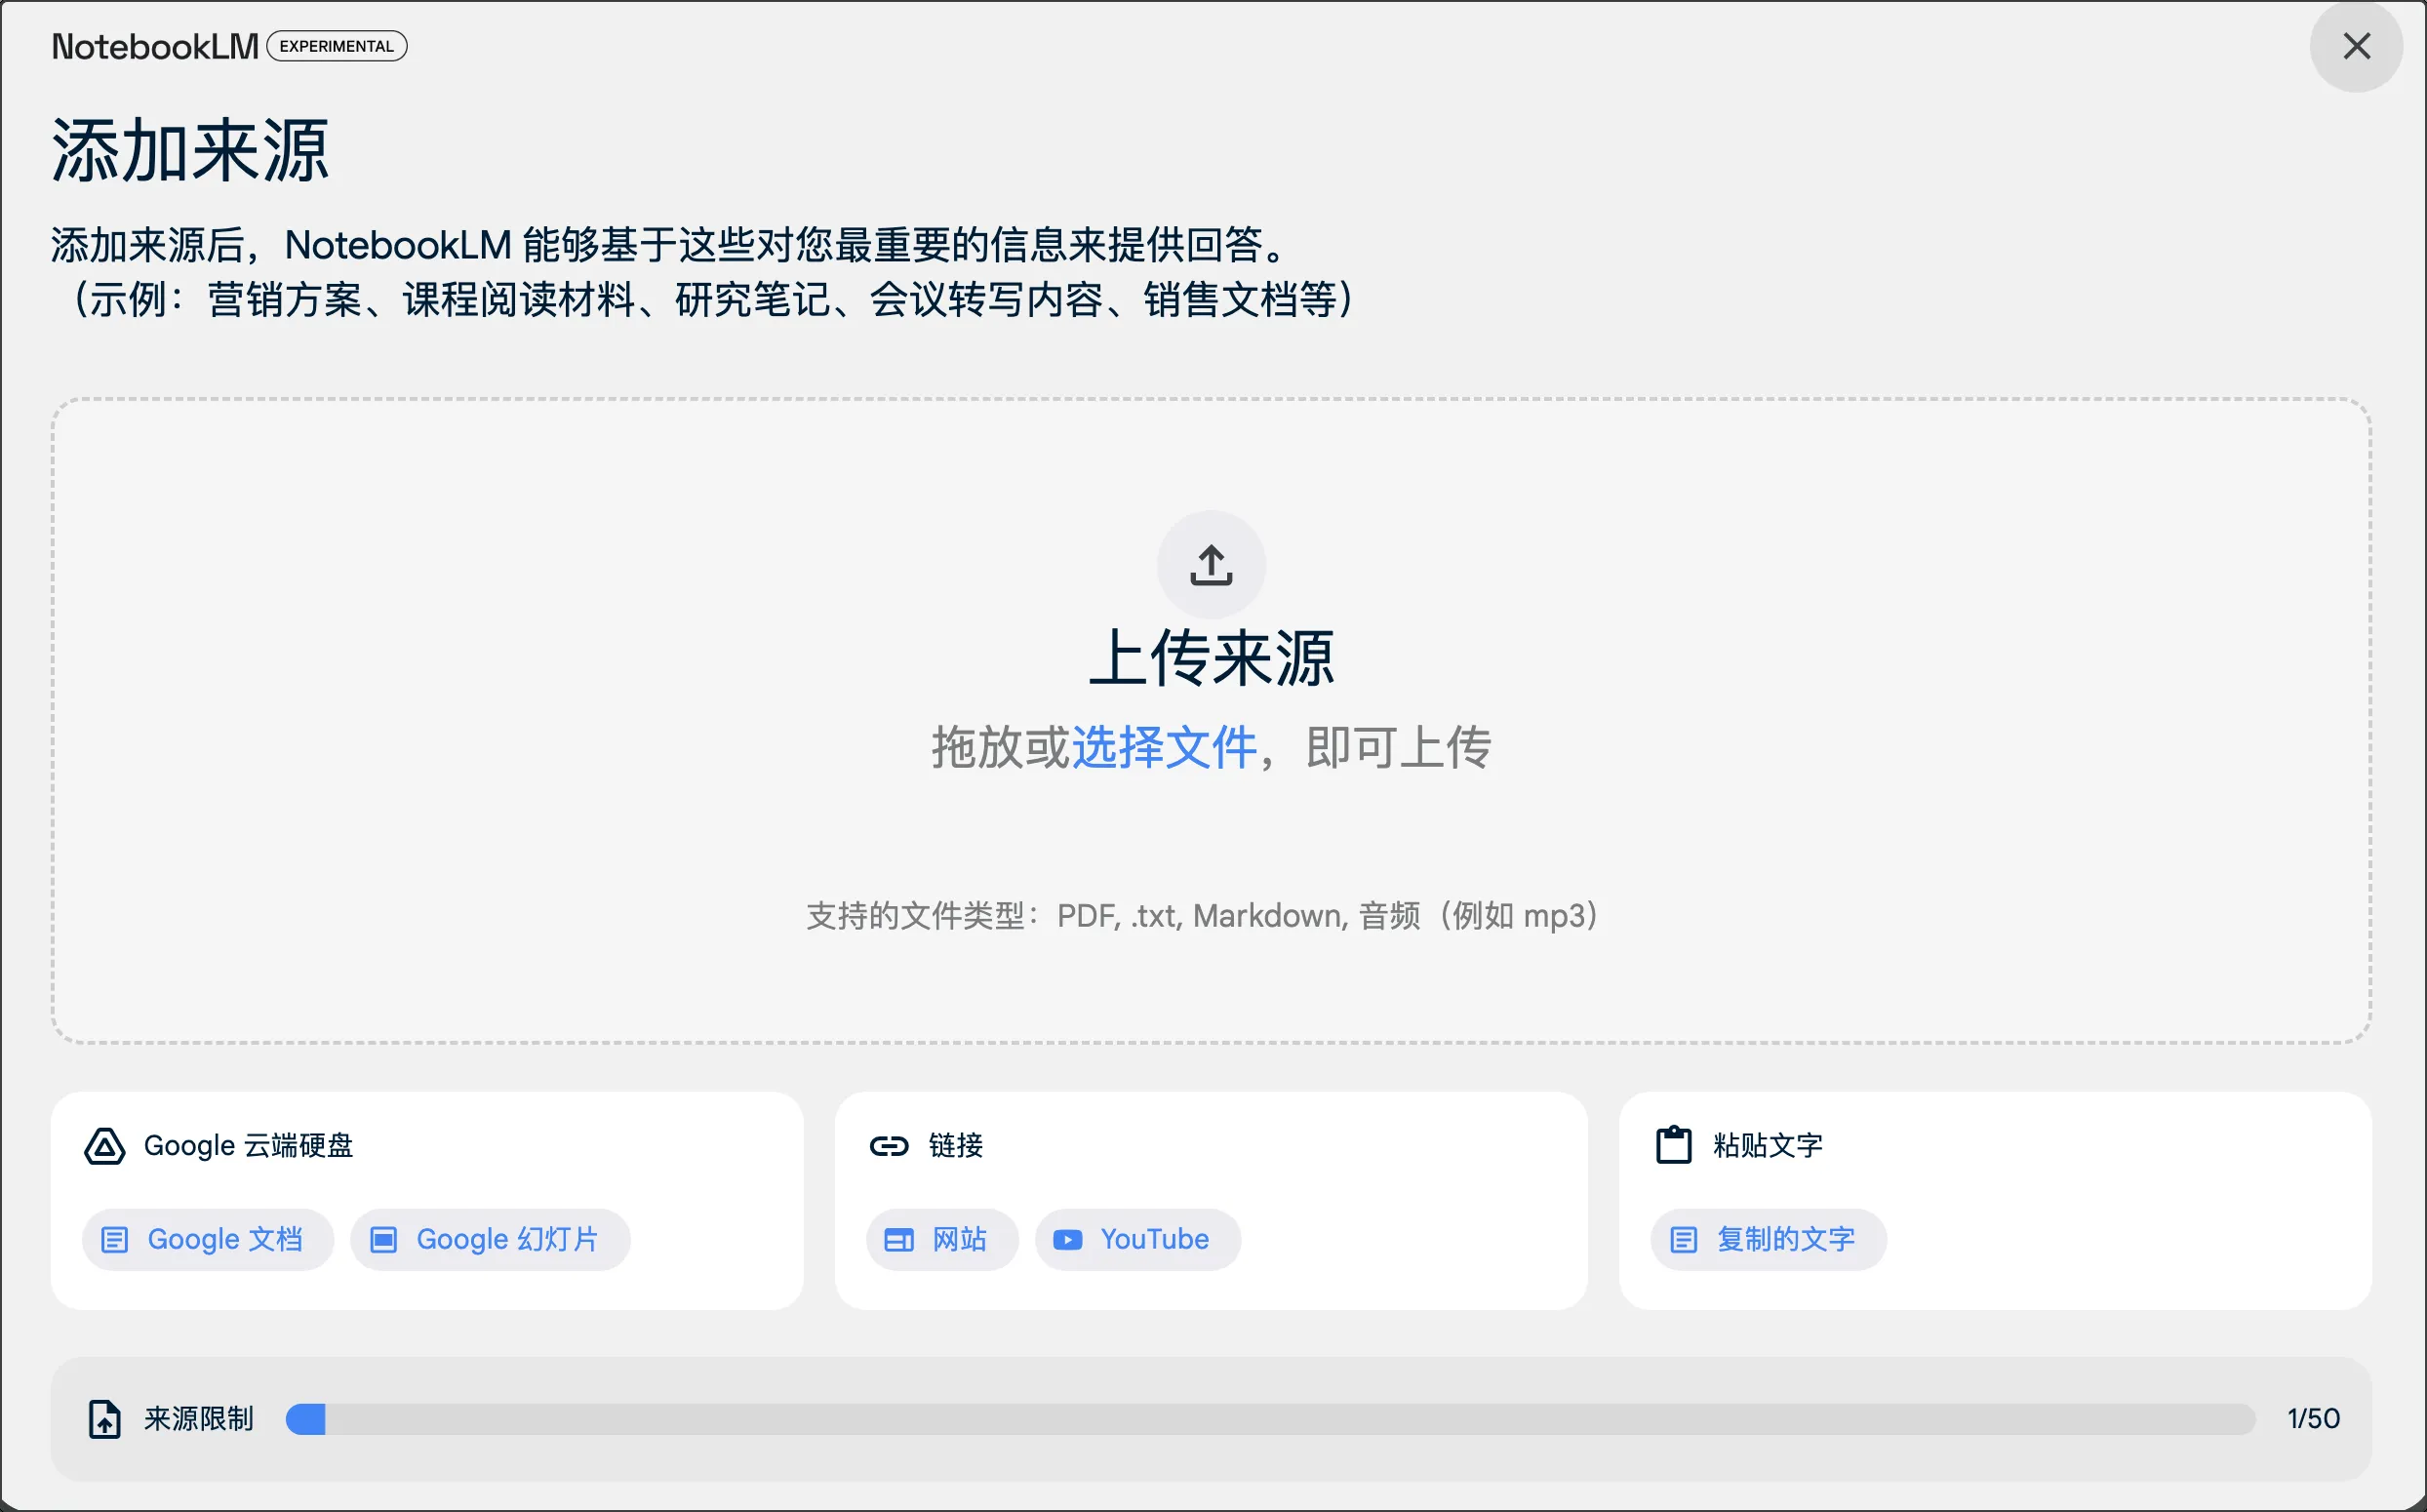 NotebookLM EXPERIMENTAL
添加来源
添加来源后，NotebookLM 能够基于这些对您最重要的信息来提供回答。
（示例：营销方案、课程阅读材料、研究笔记、会议转写内容、销售文档等）
上传来源
拖放或选择文件，即可上传
支持的文件类型：PDF, .txt, Markdown, 音频（例如 mp3）
Google 云端硬盘
Google 文档 Google 幻灯片
链接
网站 YouTube
粘贴文字
复制的文字
来源限制 1/50